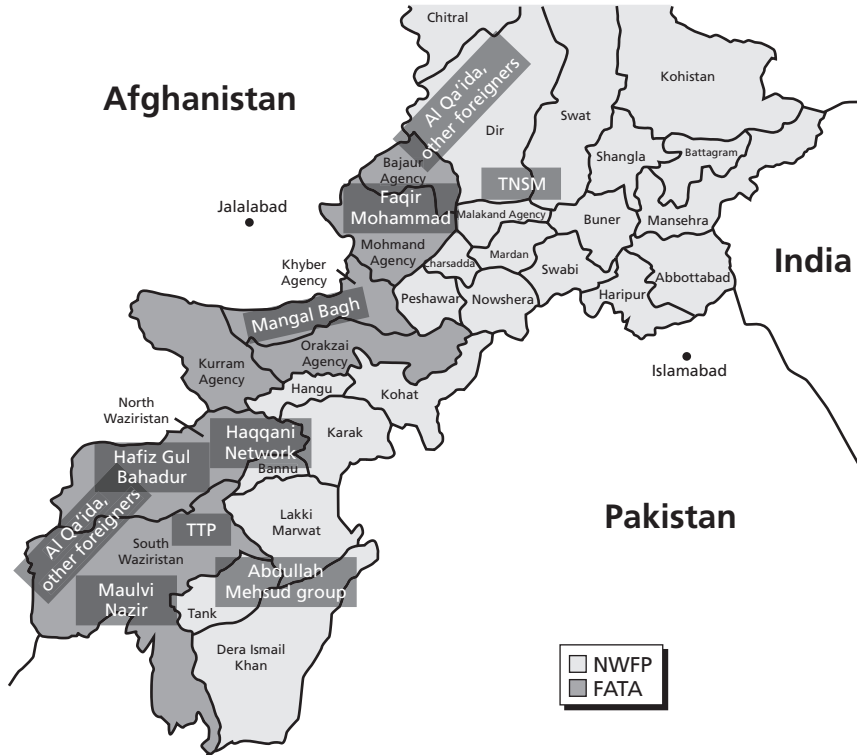 Chitral
Kohistan
Afghanistan
Al Qa’ida,
other foreigners
Dir
Swat
Shangla
Battagram
Bajaur
Agency
TNSM
Jalalabad
Faqir
Mohammad
Malakand Agency
Buner
Mansehra
Mohmand
Agency
Charsadda
Mardan
Swabi
India
Khyber
Agency
Abbottabad
Peshawar
Nowshera
Haripur
Mangal Bagh
Orakzai
Agency
Islamabad
Kurram
Agency
Hangu
Kohat
North
Waziristan
Haqqani
Network
Karak
Hafiz Gul
Bahadur
Bannu
Al Qa’ida,
other foreigners
Lakki
Marwat
Pakistan
TTP
South
Waziristan
Abdullah
Mehsud group
Maulvi
Nazir
Tank
Dera Ismail
Khan
NWFP
FATA